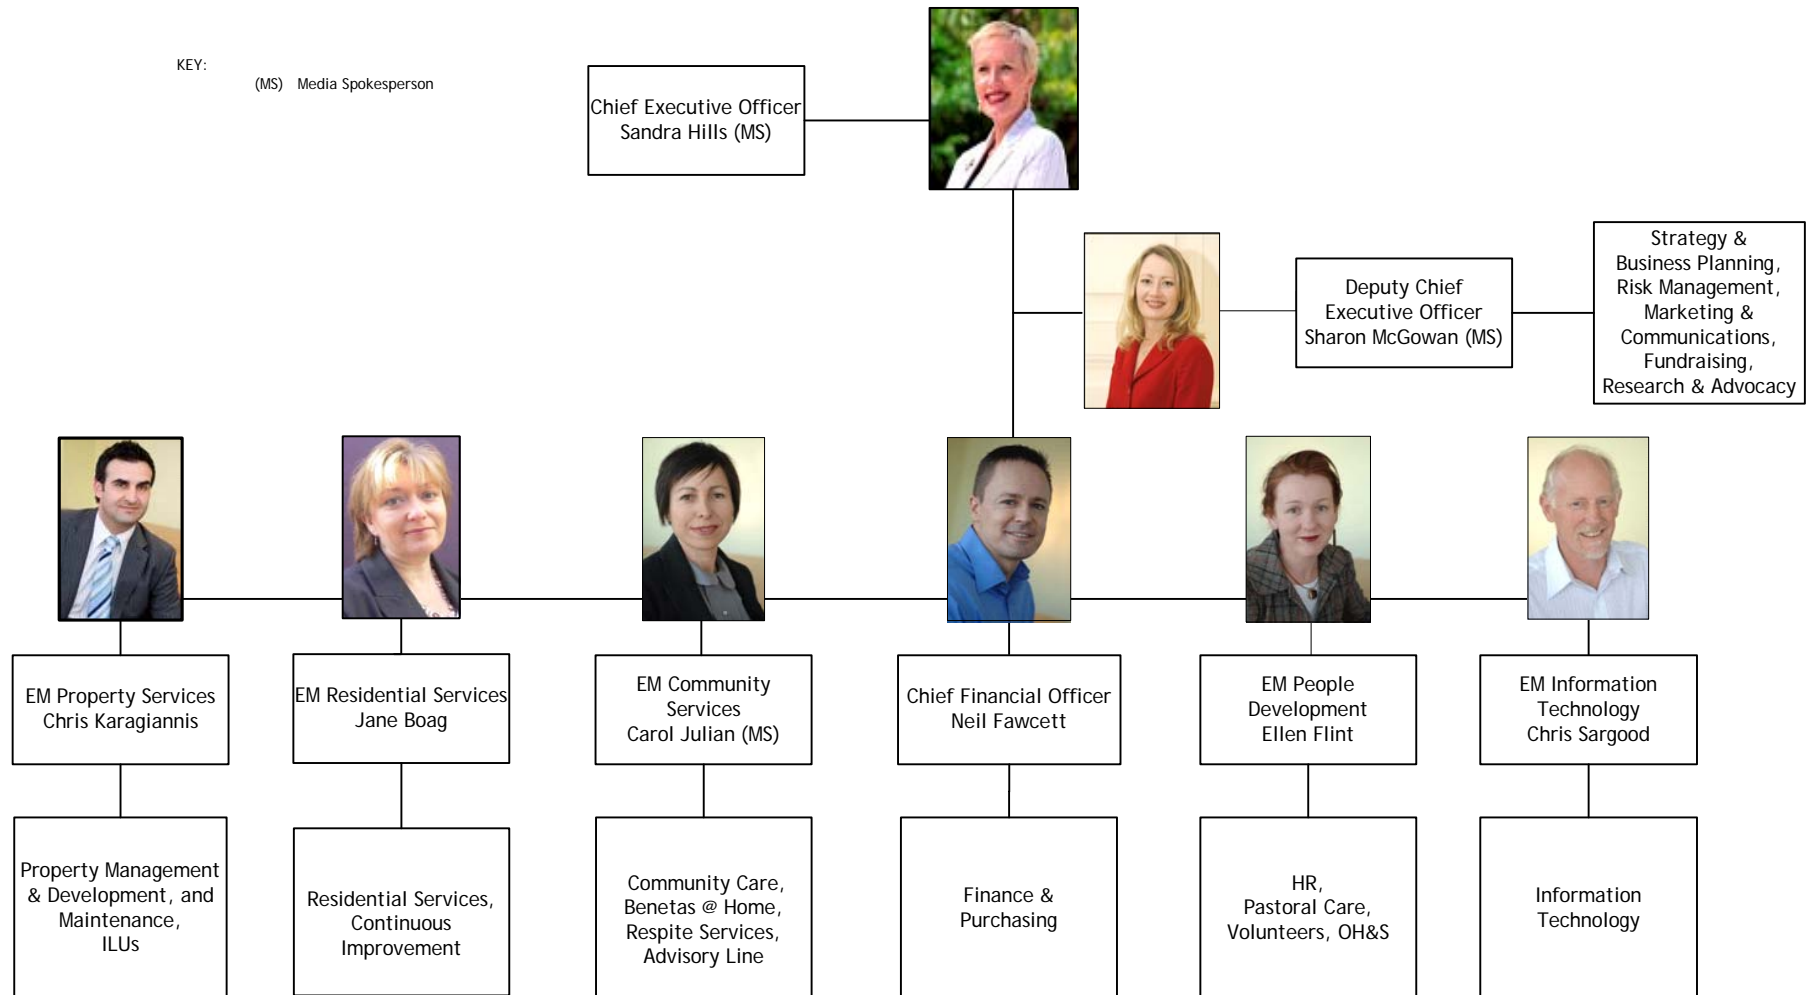 KEY:
(MS) Media Spokesperson
Chief Executive Officer
Sandra Hills (MS)
Deputy Chief
Executive Officer
Sharon McGowan (MS)
Strategy &
Business Planning,
Risk Management,
Marketing &
Communications,
Fundraising,
Research & Advocacy
EM Property Services
Chris Karagiannis
EM Residential Services
Jane Boag
EM Community
Services
Carol Julian (MS)
Chief Financial Officer
Neil Fawcett
EM People
Development
Ellen Flint
EM Information
Technology
Chris Sargood
Property Management
& Development, and
Maintenance,
ILUs
Residential Services,
Continuous
Improvement
Community Care,
Benetas @ Home,
Respite Services,
Advisory Line
Finance &
Purchasing
HR,
Pastoral Care,
Volunteers, OH&S
Information
Technology